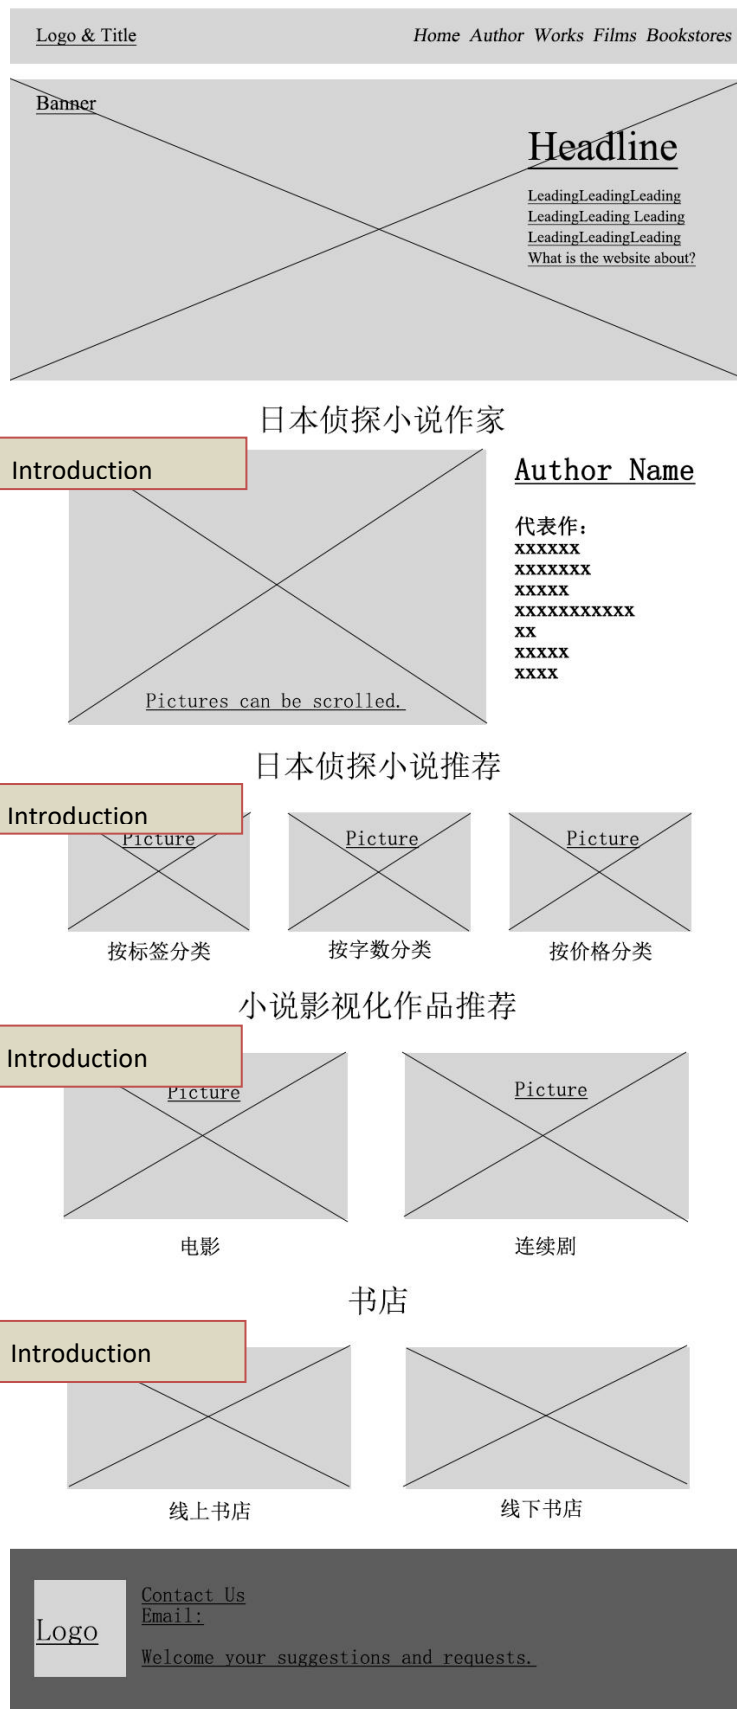 Logo & Title
Home Author Works Films Bookstores
Banner
Headline
LeadingLeadingLeading
LeadingLeading Leading
LeadingLeadingLeading
What is the website about?
日本侦探小说作家
Introduction
Author Name
代表作:
xxxxxx
xxxxxxx
xxxxx
xxxxxxxxxxx
xx
xxxxx
xxxx
Pictures can be scrolled.
日本侦探小说推荐
Introduction
Picture
Picture
Picture
按标签分类
按字数分类
按价格分类
小说影视化作品推荐
Introduction
Picture
Picture
电影
连续剧
书店
Introduction
线上书店
线下书店
Logo
Contact Us
Email:
Welcome your suggestions and requests.